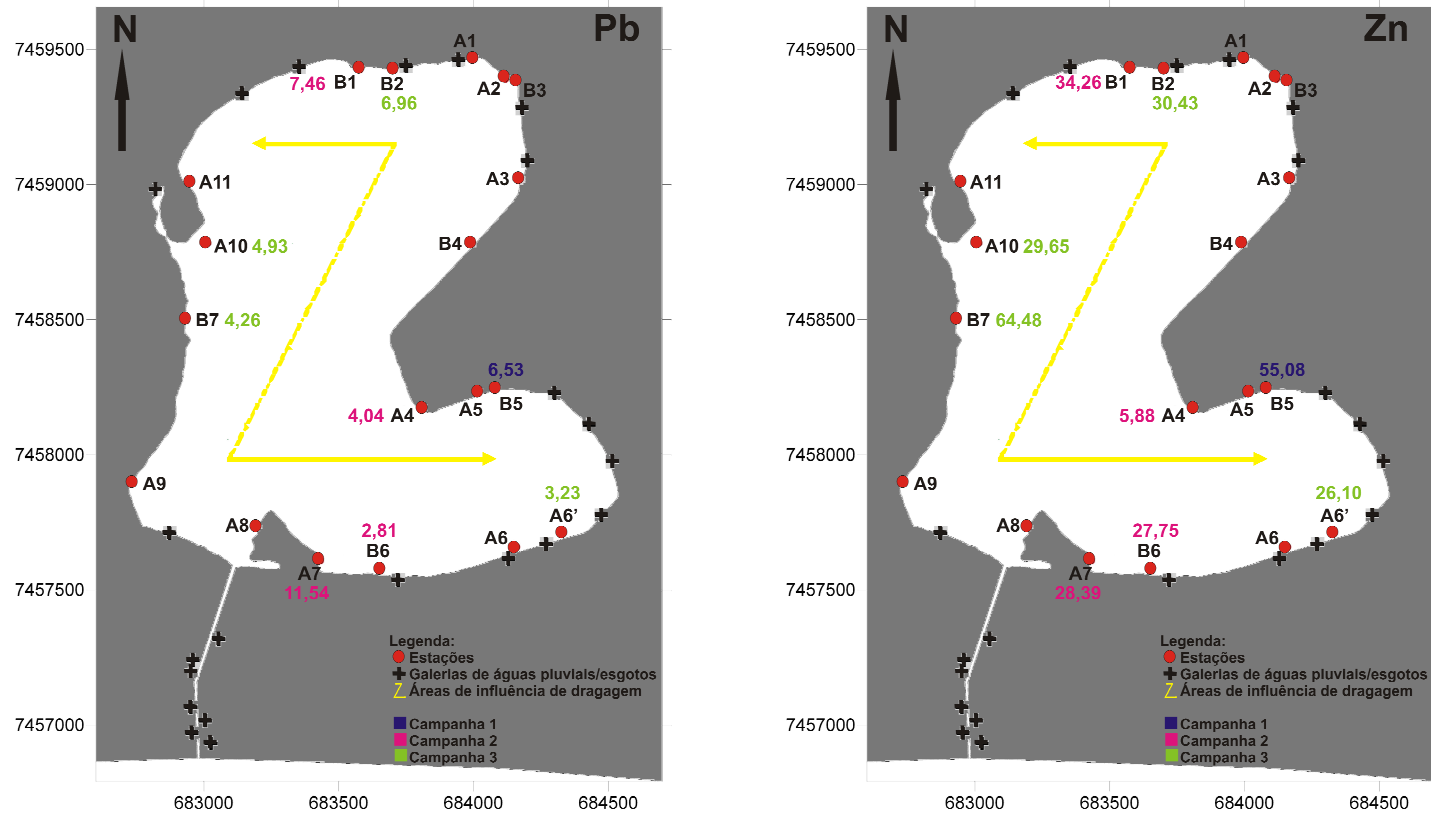 N
Pb
7459500
7459000
7458500
7458000
7457500
7457000
A1
7,46
B1
B2
A2
B3
6,96
A11
A3
A10 4,93
B4
B7 4,26
6,53
B5
A5
4,04 A4
A9
3,23
A6’
A8
2,81
B6
A6
A7
11,54
Legenda:
Estações
Galerias de águas pluviais/esgotos
Áreas de influência de dragagem
Campanha 1
Campanha 2
Campanha 3
683000
683500
684000
684500
N
Zn
7459500
7459000
7458500
7458000
7457500
7457000
A1
34,26 B1
B2
A2
B3
30,43
A11
A3
A10 29,65
B4
B7 64,48
55,08
B5
A5
5,88 A4
A9
26,10
A6’
A8
27,75
B6
A6
A7
28,39
Legenda:
Estações
Galerias de águas pluviais/esgotos
Áreas de influência de dragagem
Campanha 1
Campanha 2
Campanha 3
683000
683500
684000
684500